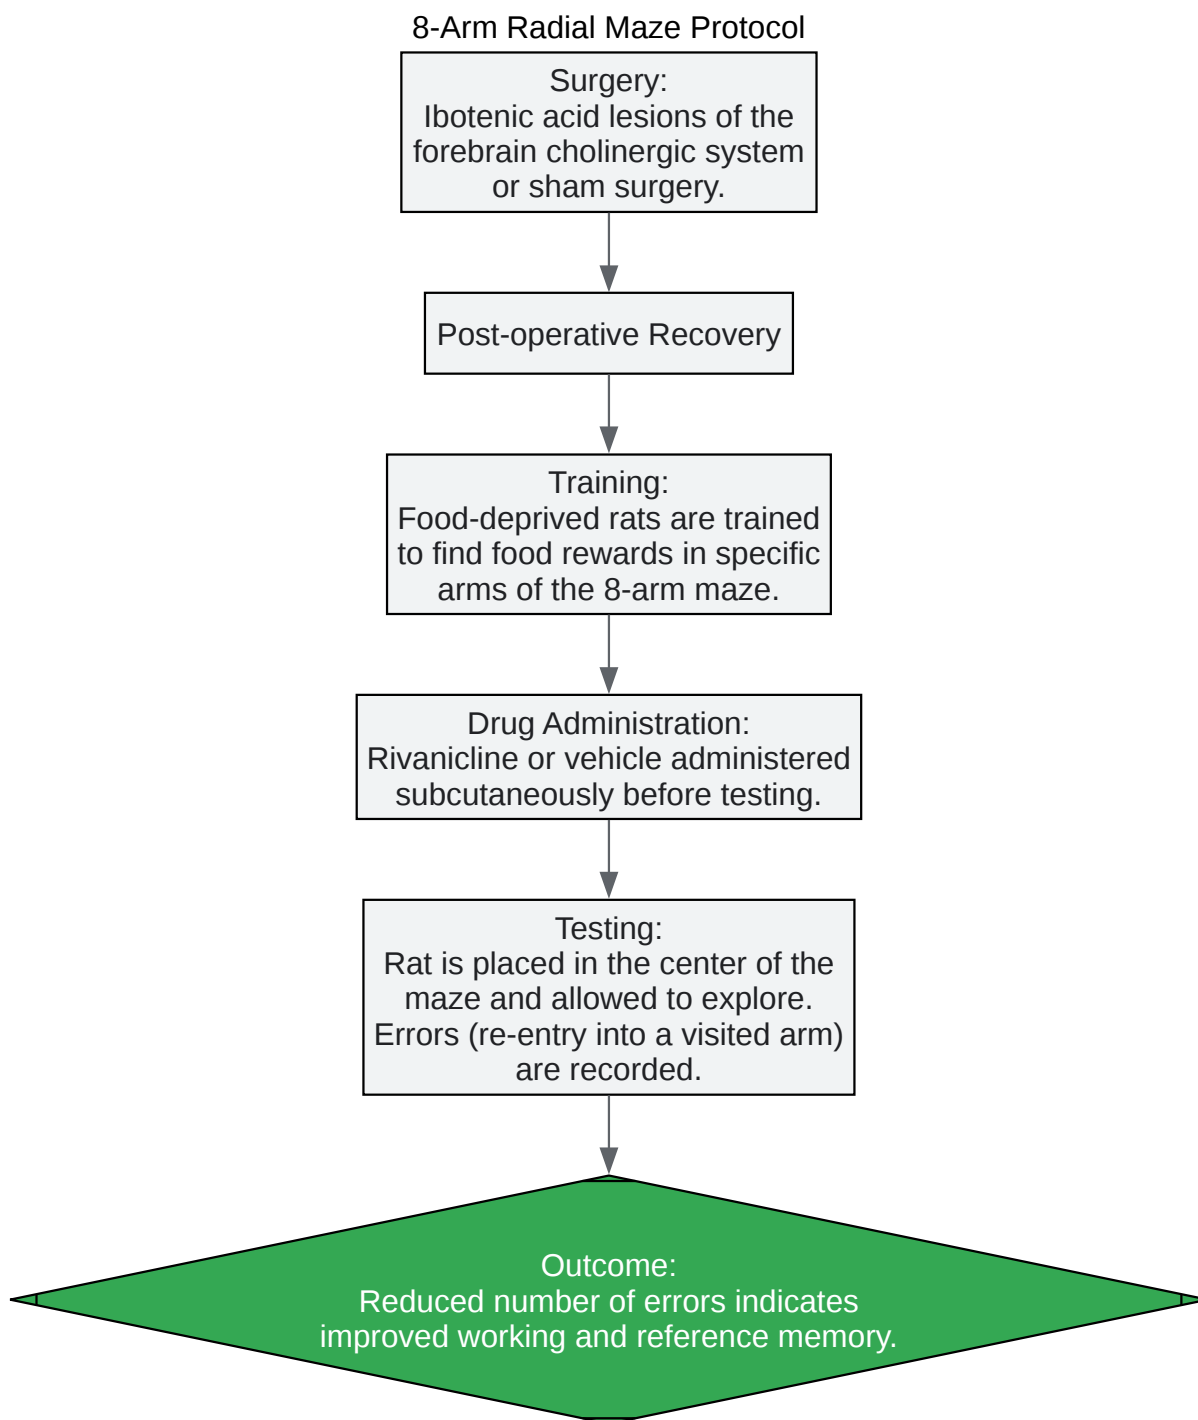 8-Arm Radial Maze Protocol
Surgery:
Ibotenic acid lesions of the
forebrain cholinergic system
or sham surgery.
Post-operative Recovery
Training:
Food-deprived rats are trained
to find food rewards in specific
arms of the 8-arm maze.
Drug Administration:
Rivanicline or vehicle administered
subcutaneously before testing.
Testing:
Rat is placed in the center of the
maze and allowed to explore.
Errors (re-entry into a visited arm)
are recorded.
Outcome:
Reduced number of errors indicates
improved working and reference memory.